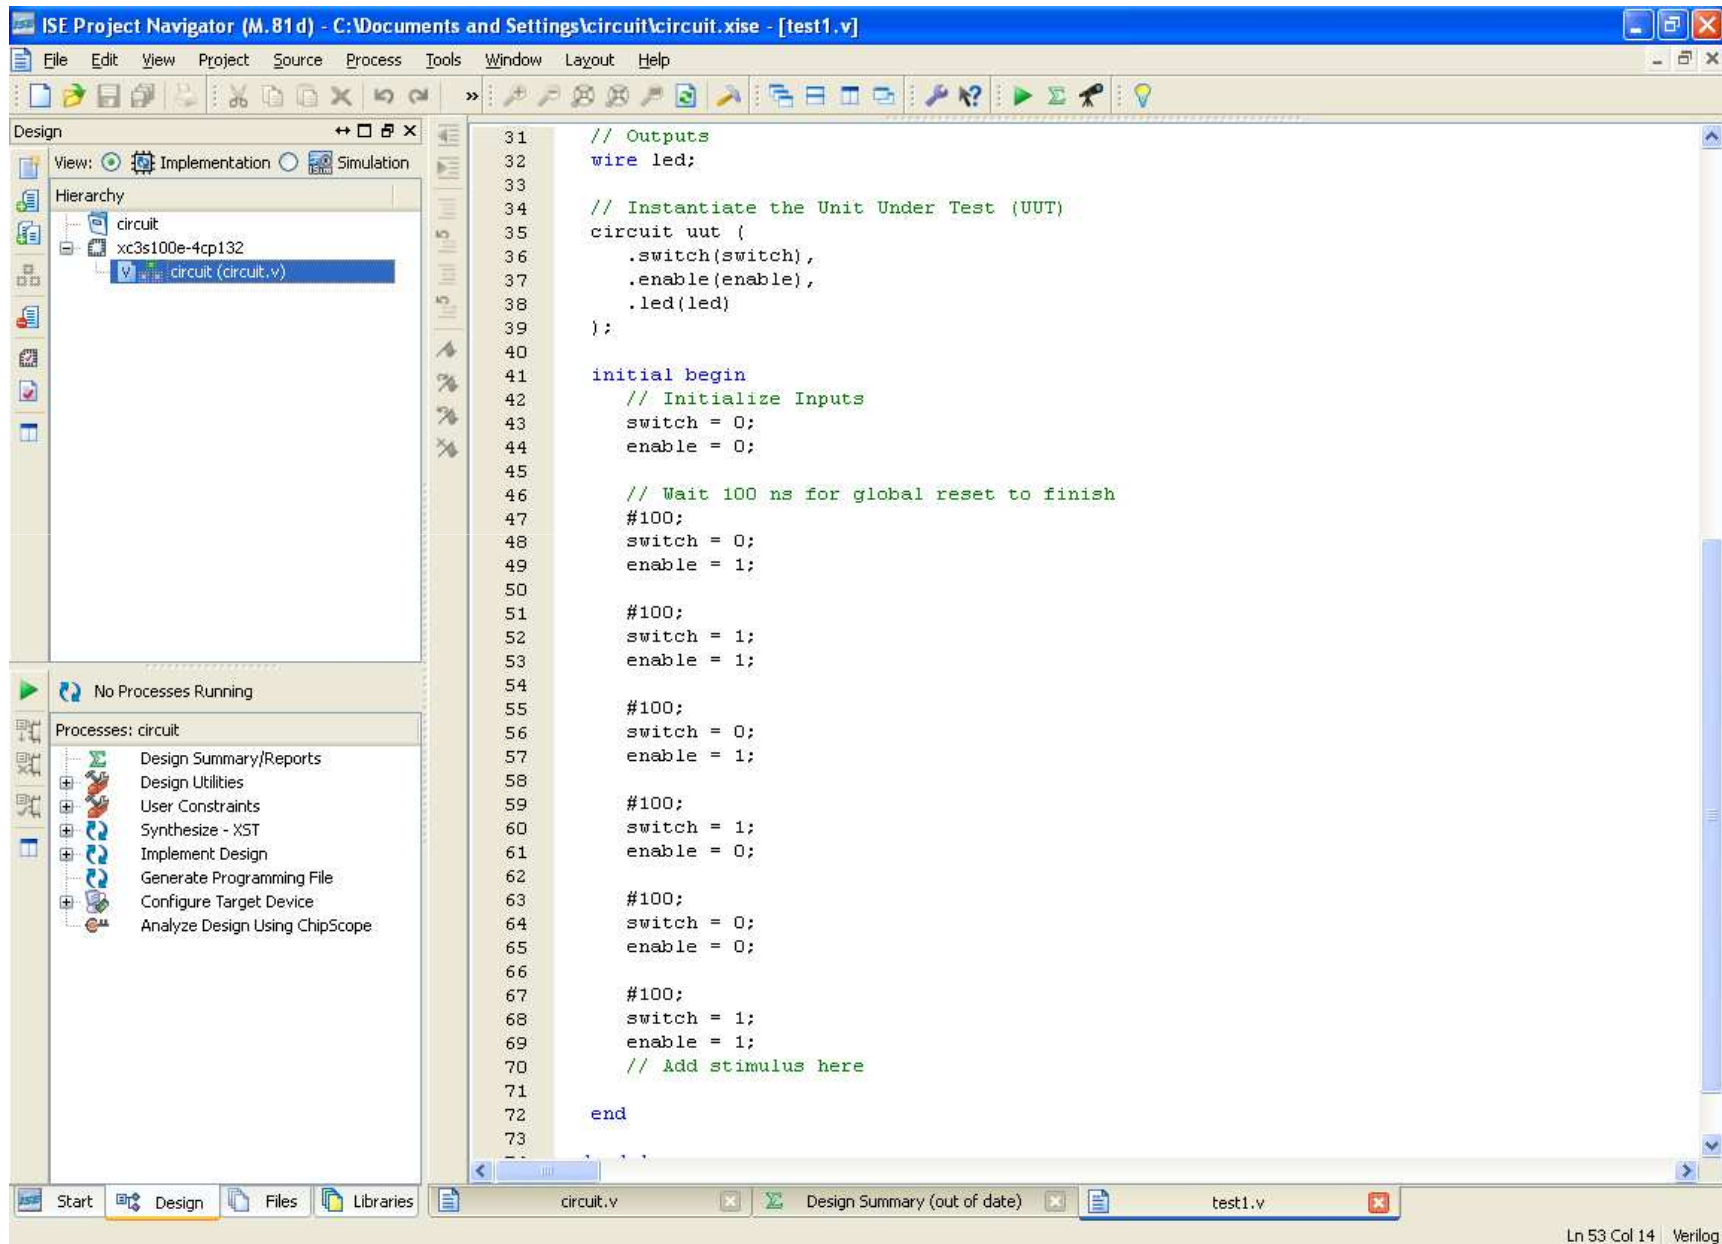 ISE Project Navigator (M.81d) - C:\Documents and Settings\circuit\circuit.xise - [test1.v]
File Edit View Project Source Process Tools Window Layout Help
Design
View: Implementation Simulation
Hierarchy
circuit
xc3s100e-4cp132
circuit (circuit.v)
No Processes Running
Processes: circuit
Design Summary/Reports
Design Utilities
User Constraints
Synthesize - XST
Implement Design
Generate Programming File
Configure Target Device
Analyze Design Using ChipScope
31 // Outputs
32 wire led;
33
34 // Instantiate the Unit Under Test (UUT)
35 circuit uut (
36 .switch(switch),
37 .enable(enable),
38 .led(led)
39 );
40
41 initial begin
42 // Initialize Inputs
43 switch = 0;
44 enable = 0;
45
46 // Wait 100 ns for global reset to finish
47 #100;
48 switch = 0;
49 enable = 1;
50
51 #100;
52 switch = 1;
53 enable = 1;
54
55 #100;
56 switch = 0;
57 enable = 1;
58
59 #100;
60 switch = 1;
61 enable = 0;
62
63 #100;
64 switch = 0;
65 enable = 0;
66
67 #100;
68 switch = 1;
69 enable = 1;
70 // Add stimulus here
71
72 end
73
Start Design Files Libraries
circuit.v Design Summary (out of date) test1.v
Ln 53 Col 14 Verilog